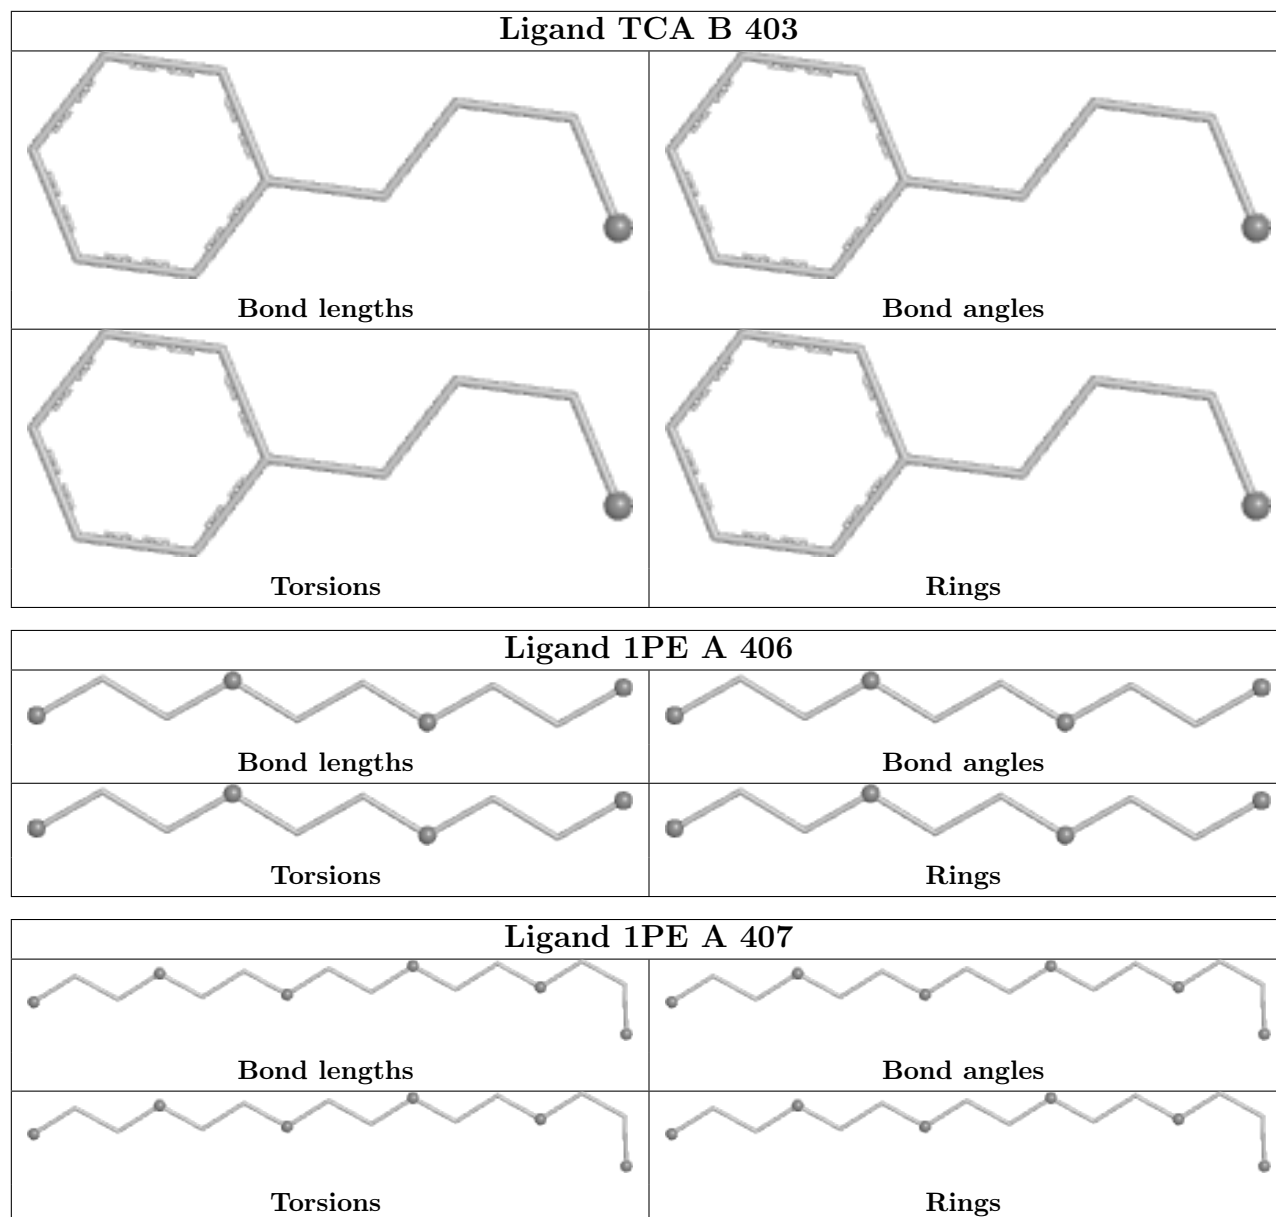 Ligand TCA B 403
Bond lengths Bond angles
Torsions Rings
Ligand 1PE A 406
Bond lengths Bond angles
Torsions Rings
Ligand 1PE A 407
Bond lengths Bond angles
Torsions Rings